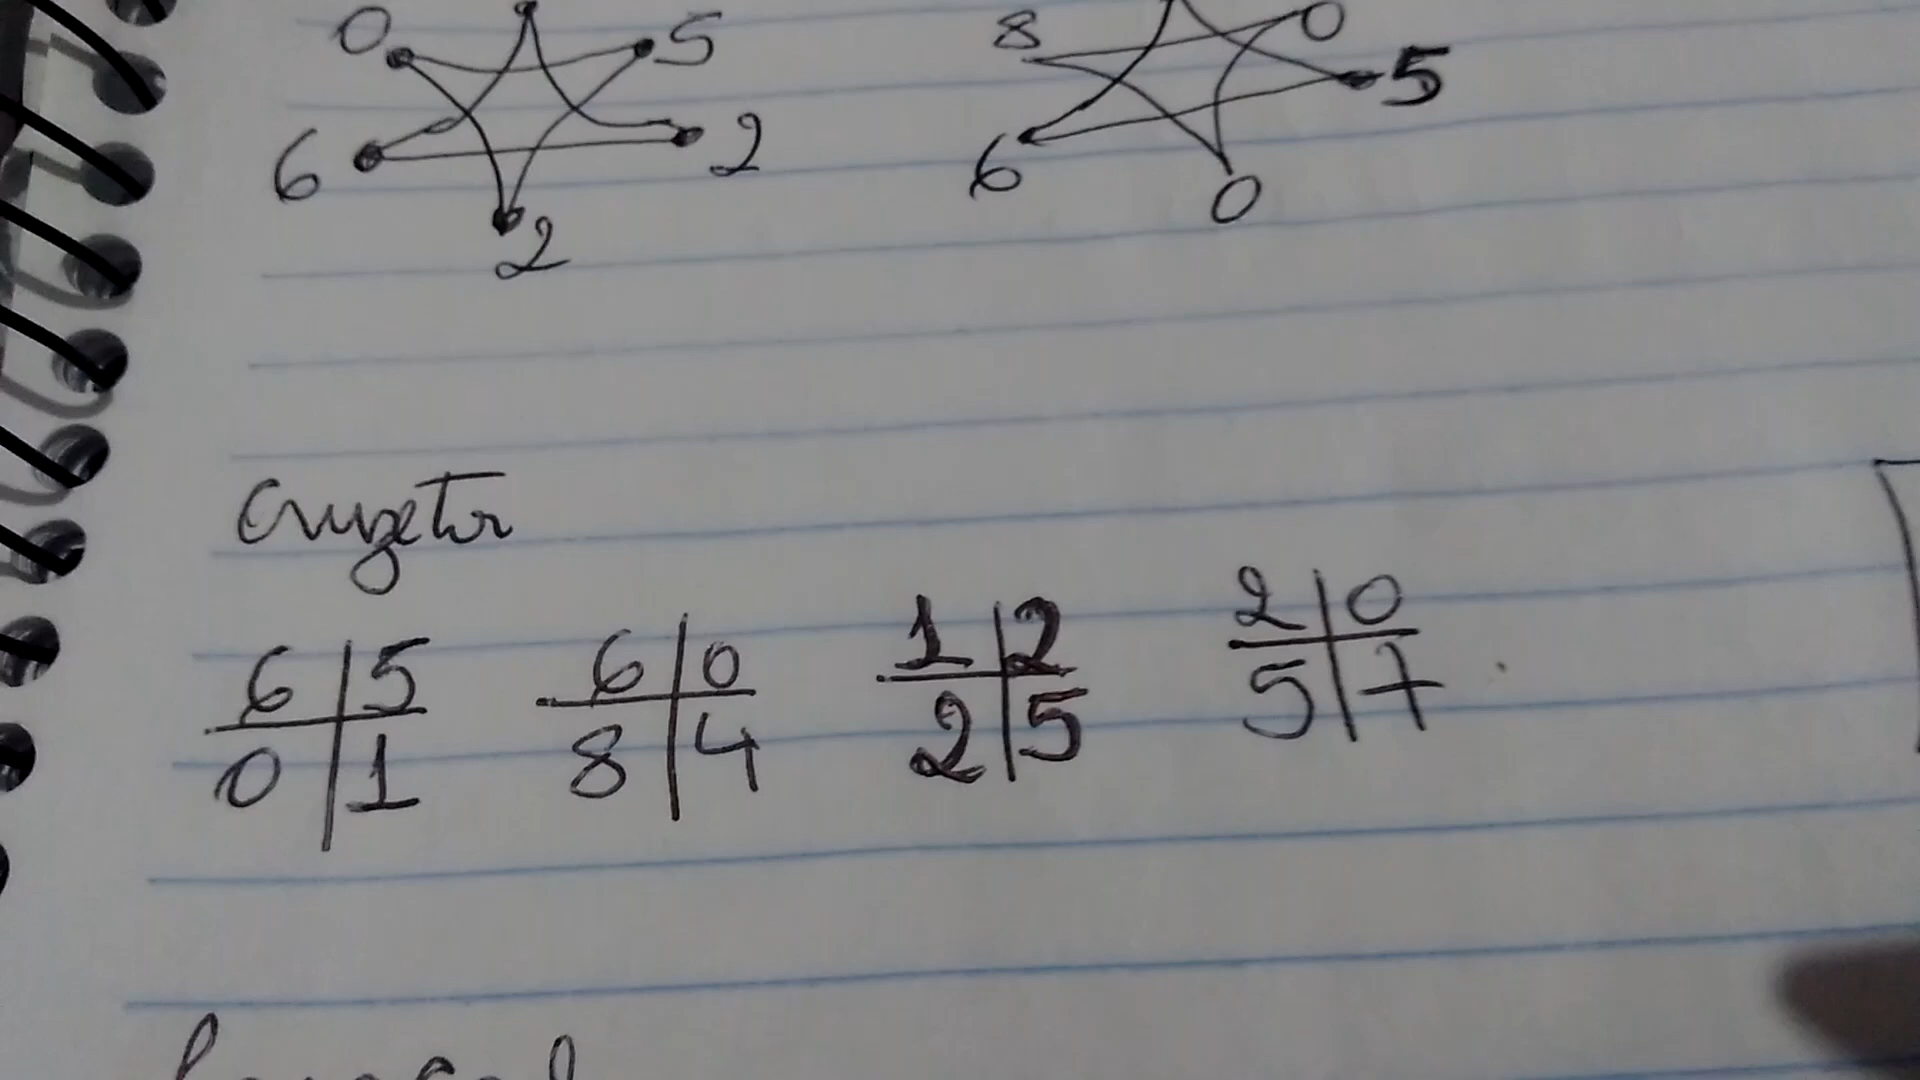 0 5 8 0
6 2 6 5
2 0
Cruzeta
6 | 5 6 | 0 1 | 2 2 | 0
0 | 1 8 | 4 2 | 5 5 | 7